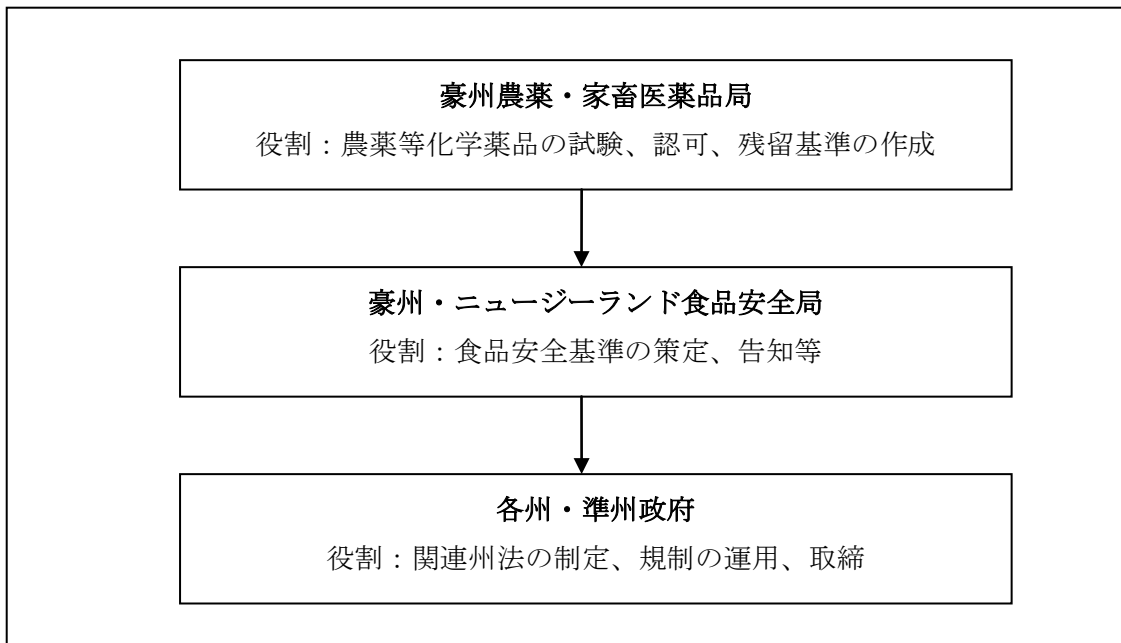 豪州農薬・家畜医薬品局
役割：農薬等化学薬品の試験、認可、残留基準の作成
豪州・ニュージーランド食品安全局
役割：食品安全基準の策定、告知等
各州・準州政府
役割：関連州法の制定、規制の運用、取締